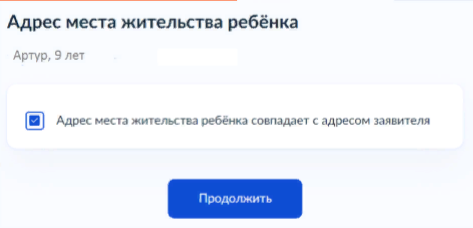 Адрес места жительства ребёнка
Артур, 9 лет
Адрес места жительства ребёнка совпадает с адресом заявителя
Продолжить